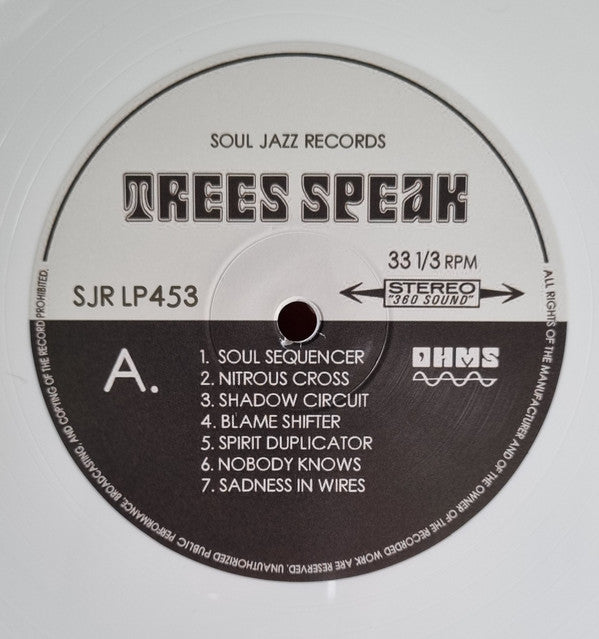 SOUL JAZZ RECORDS
TREES SPEAK
33 1/3 RPM
STEREO
"360 SOUND"
SJR LP453
A.
OHMS
1. SOUL SEQUENCER
2. NITROUS CROSS
3. SHADOW CIRCUIT
4. BLAME SHIFTER
5. SPIRIT DUPLICATOR
6. NOBODY KNOWS
7. SADNESS IN WIRES
ALL RIGHTS OF THE MANUFACTURER AND OF THE OWNER OF THE RECORDED WORK ARE RESERVED. UNAUTHORIZED PUBLIC PERFORMANCE, BROADCASTING, AND COPYING OF THE RECORD PROHIBITED.